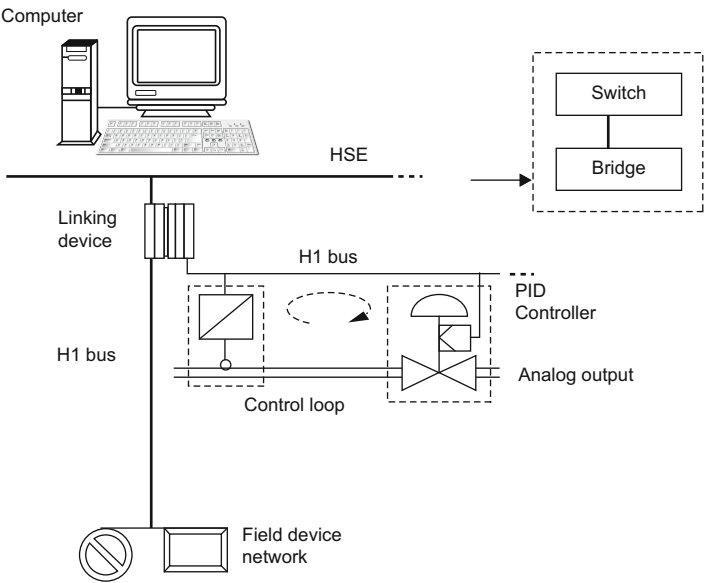 Computer
Switch
HSE
Bridge
Linking
device
H1 bus
PID
Controller
H1 bus
Analog output
Control loop
Field device
network